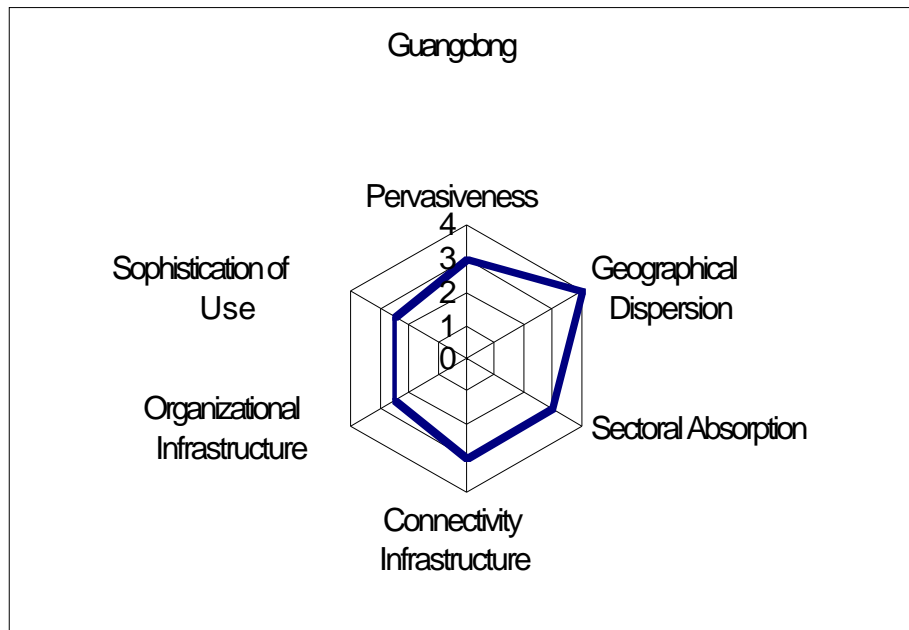 Guangdong
Pervasiveness
4
3
2
1
0
Geographical
Dispersion
Sectoral Absorption
Connectivity
Infrastructure
Organizational
Infrastructure
Sophistication of
Use